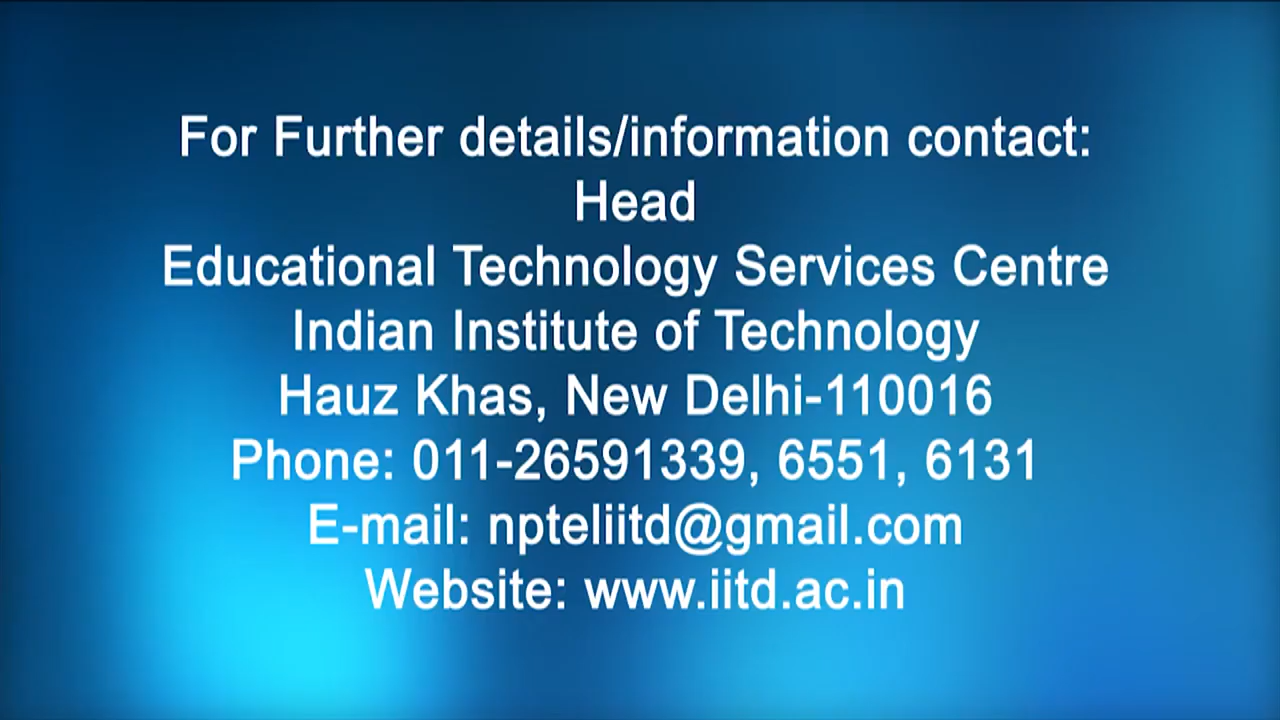 For Further details/information contact:
Head
Educational Technology Services Centre
Indian Institute of Technology
Hauz Khas, New Delhi-110016
Phone: 011-26591339, 6551, 6131
E-mail: npteliitd@gmail.com
Website: www.iitd.ac.in